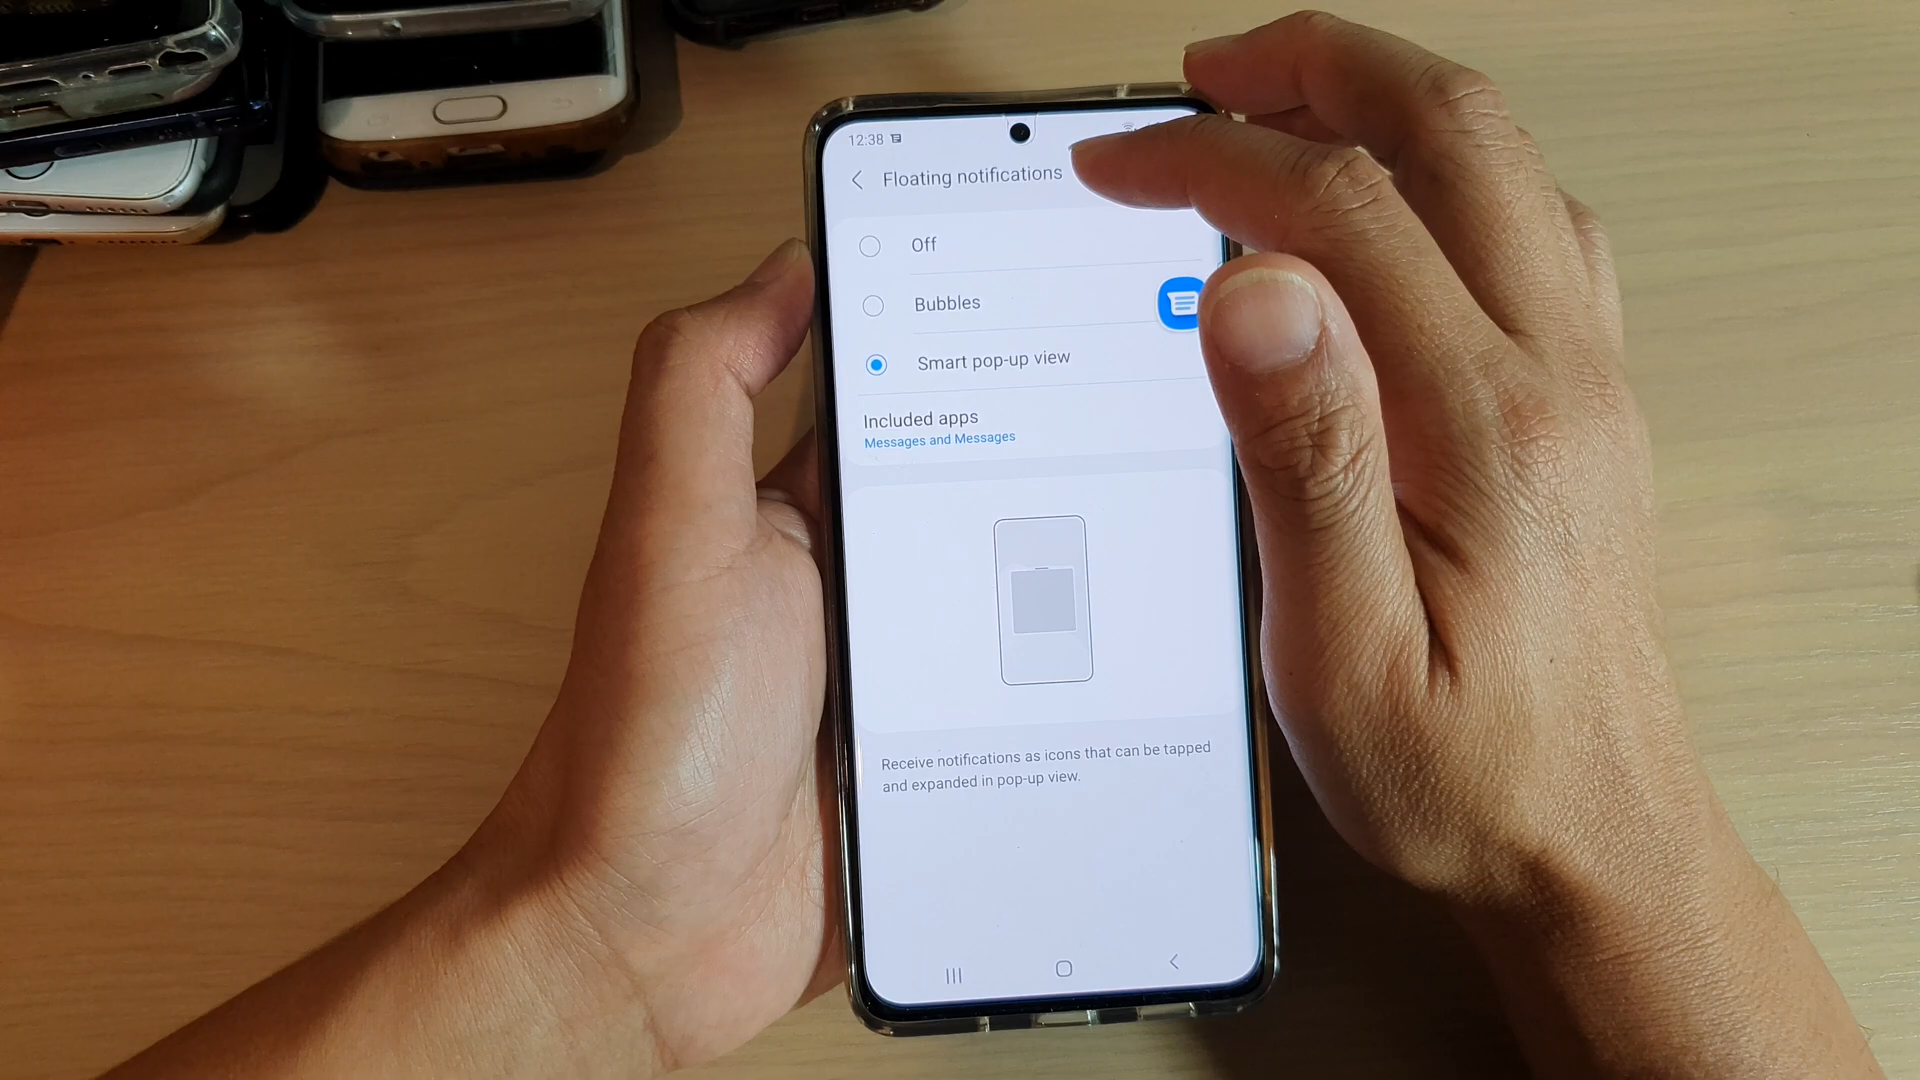 12:38
Floating notifications
Off
Bubbles
Smart pop-up view
Included apps
Messages and Messages
Receive notifications as icons that can be tapped
and expanded in pop-up view.